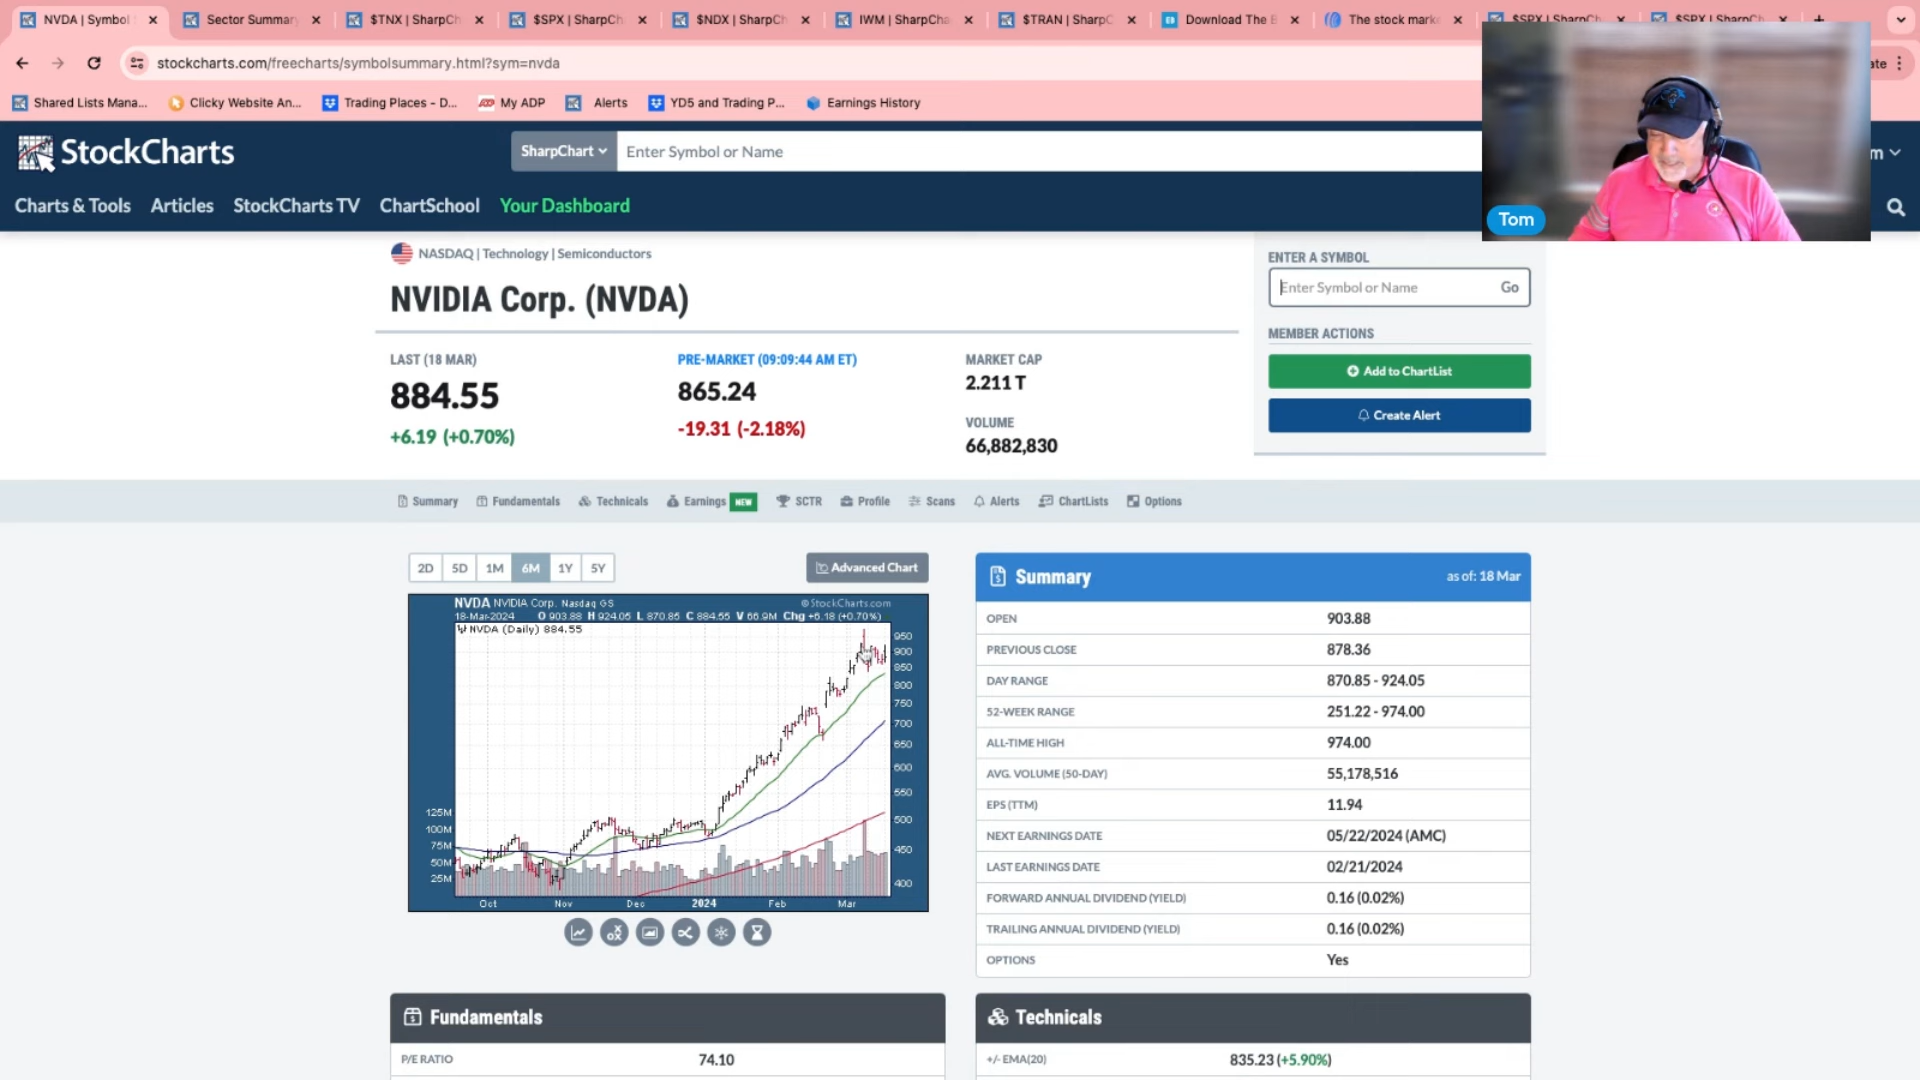 NVDA | Symbol
Sector Summary
$TNX | SharpCh
$SPX | SharpCh
$NDX | SharpCh
IWM | SharpCha
$TRAN | SharpC
Download The E
The stock mark
$SPX | SharpCh
$SPX | SharpCh
stockcharts.com/freecharts/symbolsummary.html?sym=nvda
ate
Shared Lists Mana...
Clicky Website An...
Trading Places - D...
My ADP
Alerts
YD5 and Trading P...
Earnings History
StockCharts
SharpChart
Enter Symbol or Name
m
Charts & Tools
Articles
StockCharts TV
ChartSchool
Your Dashboard
Tom
NASDAQ | Technology | Semiconductors
NVIDIA Corp. (NVDA)
LAST (18 MAR)
884.55
+6.19 (+0.70%)
PRE-MARKET (09:09:44 AM ET)
865.24
-19.31 (-2.18%)
MARKET CAP
2.211 T
VOLUME
66,882,830
ENTER A SYMBOL
Enter Symbol or Name
Go
MEMBER ACTIONS
Add to ChartList
Create Alert
Summary
Fundamentals
Technicals
Earnings NEW
SCTR
Profile
Scans
Alerts
ChartLists
Options
2D 5D 1M 6M 1Y 5Y
Advanced Chart
NVDA NVIDIA Corp. Nasdaq GS
© StockCharts.com
18-Mar-2024 O 903.88 H 924.05 L 870.85 C 884.55 V 66.9M Chg +6.18 (+0.70%)
NVDA (Daily) 884.55
950
900
850
800
750
700
650
600
550
500
450
400
125M
100M
75M
50M
25M
Oct Nov Dec 2024 Feb Mar
Summary as of: 18 Mar
OPEN 903.88
PREVIOUS CLOSE 878.36
DAY RANGE 870.85 - 924.05
52-WEEK RANGE 251.22 - 974.00
ALL-TIME HIGH 974.00
AVG. VOLUME (50-DAY) 55,178,516
EPS (TTM) 11.94
NEXT EARNINGS DATE 05/22/2024 (AMC)
LAST EARNINGS DATE 02/21/2024
FORWARD ANNUAL DIVIDEND (YIELD) 0.16 (0.02%)
TRAILING ANNUAL DIVIDEND (YIELD) 0.16 (0.02%)
OPTIONS Yes
Fundamentals
P/E RATIO 74.10
Technicals
+/- EMA(20) 835.23 (+5.90%)